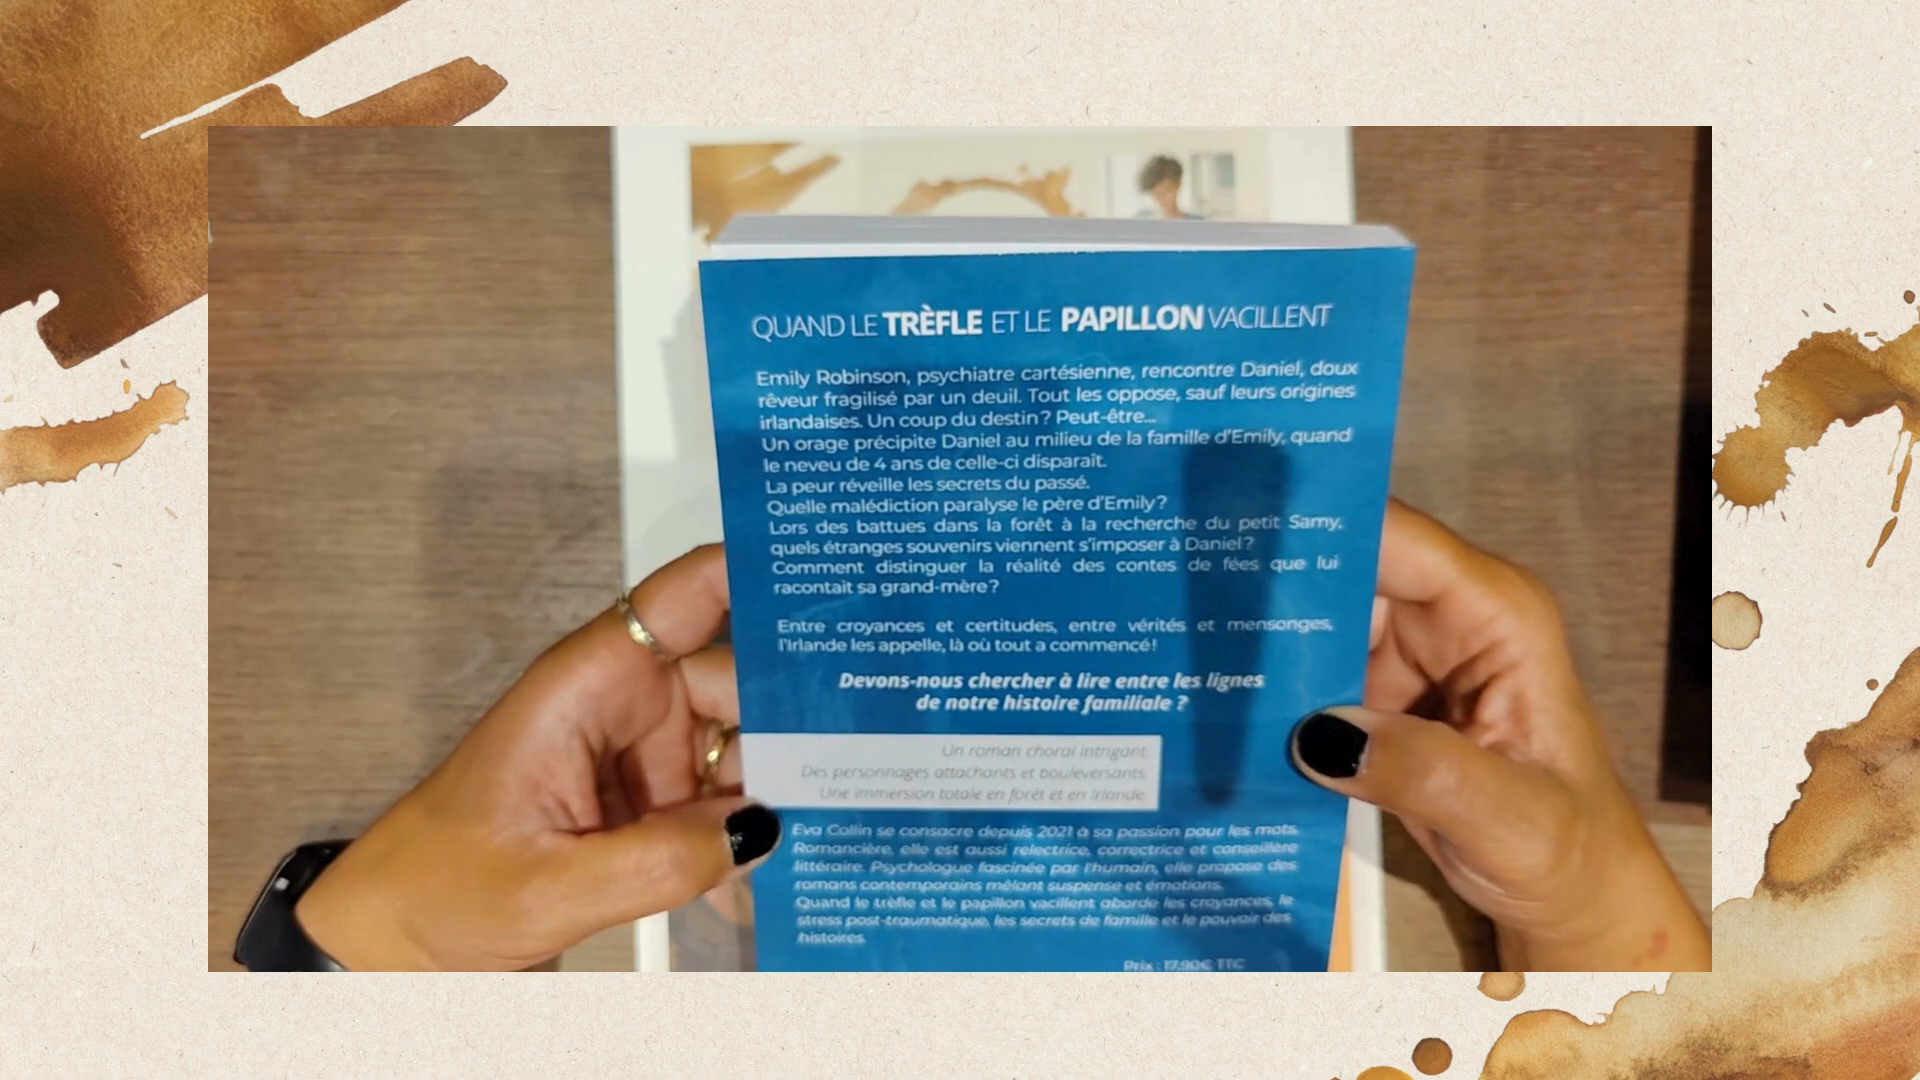 QUAND LE TRÈFLE ET LE PAPILLON VACILLENT
Emily Robinson, psychiatre cartésienne, rencontre Daniel, doux
rêveur fragilisé par un deuil. Tout les oppose, sauf leurs origines
irlandaises. Un coup du destin ? Peut-être...
Un orage précipite Daniel au milieu de la famille d'Emily, quand
le neveu de 4 ans de celle-ci disparaît.
La peur réveille les secrets du passé.
Quelle malédiction paralyse le père d'Emily ?
Lors des battues dans la forêt à la recherche du petit Samy,
quels étranges souvenirs viennent s'imposer à Daniel ?
Comment distinguer la réalité des contes de fées que lui
racontait sa grand-mère ?
Entre croyances et certitudes, entre vérités et mensonges,
l'Irlande les appelle, là où tout a commencé !
Devons-nous chercher à lire entre les lignes
de notre histoire familiale ?
Un roman choral intrigant.
Des personnages attachants et bouleversants.
Une immersion totale en forêt et en Irlande.
Eva Collin se consacre depuis 2021 à sa passion pour les mots.
Romancière, elle est aussi relectrice, correctrice et conseillère
littéraire. Psychologue fascinée par l'humain, elle propose des
romans contemporains mêlant suspense et émotions.
Quand le trèfle et le papillon vacillent aborde les croyances, le
stress post-traumatique, les secrets de famille et le pouvoir des
histoires.
Prix : 17,90€ TTC